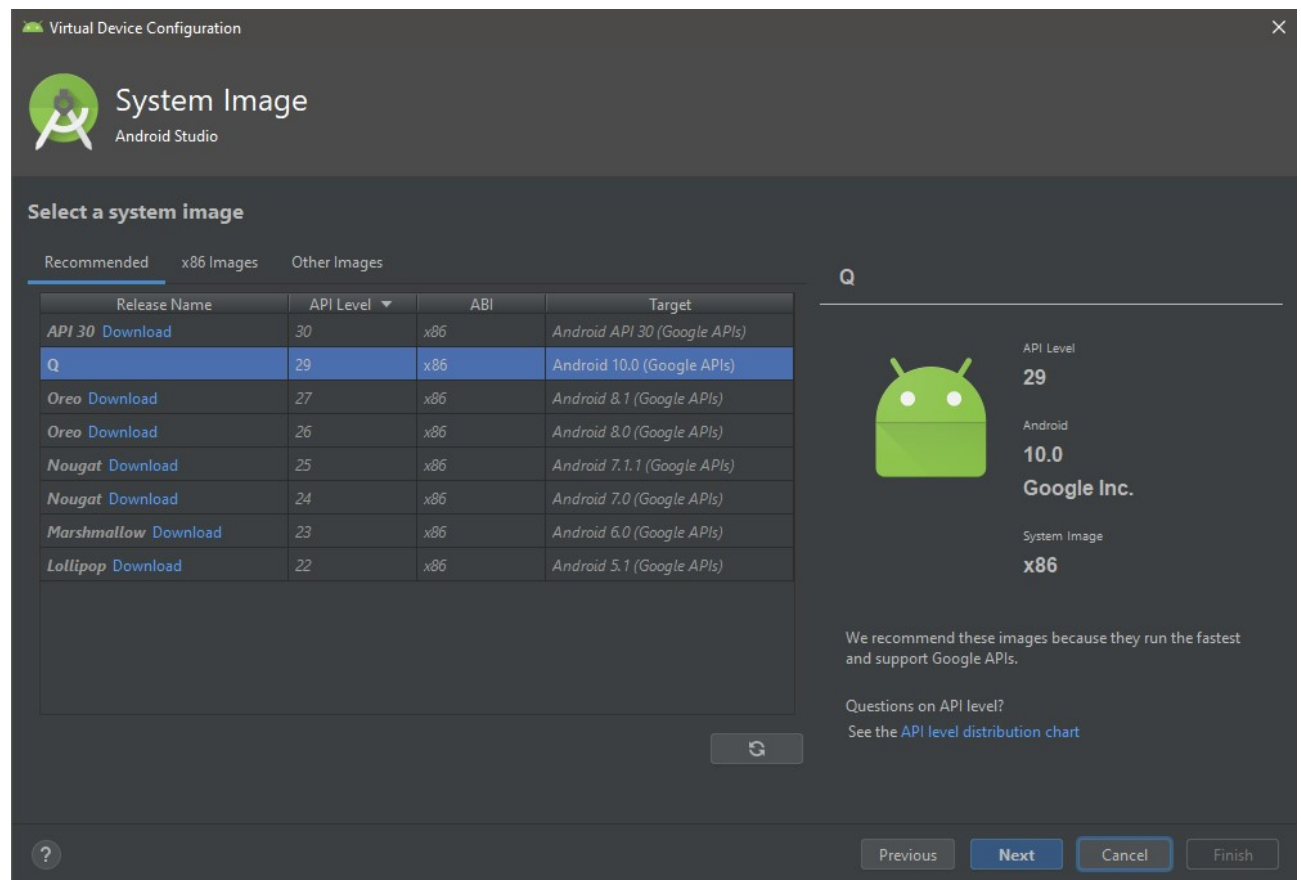 Virtual Device Configuration
System Image
Android Studio
Select a system image
Recommended x86 Images Other Images
Release Name API Level ABI Target
API 30 Download 30 x86 Android API 30 (Google APIs)
Q 29 x86 Android 10.0 (Google APIs)
Oreo Download 27 x86 Android 8.1 (Google APIs)
Oreo Download 26 x86 Android 8.0 (Google APIs)
Nougat Download 25 x86 Android 7.1.1 (Google APIs)
Nougat Download 24 x86 Android 7.0 (Google APIs)
Marshmallow Download 23 x86 Android 6.0 (Google APIs)
Lollipop Download 22 x86 Android 5.1 (Google APIs)
Q
API Level
29
Android
10.0
Google Inc.
System Image
x86
We recommend these images because they run the fastest
and support Google APIs.
Questions on API level?
See the API level distribution chart
? Previous Next Cancel Finish